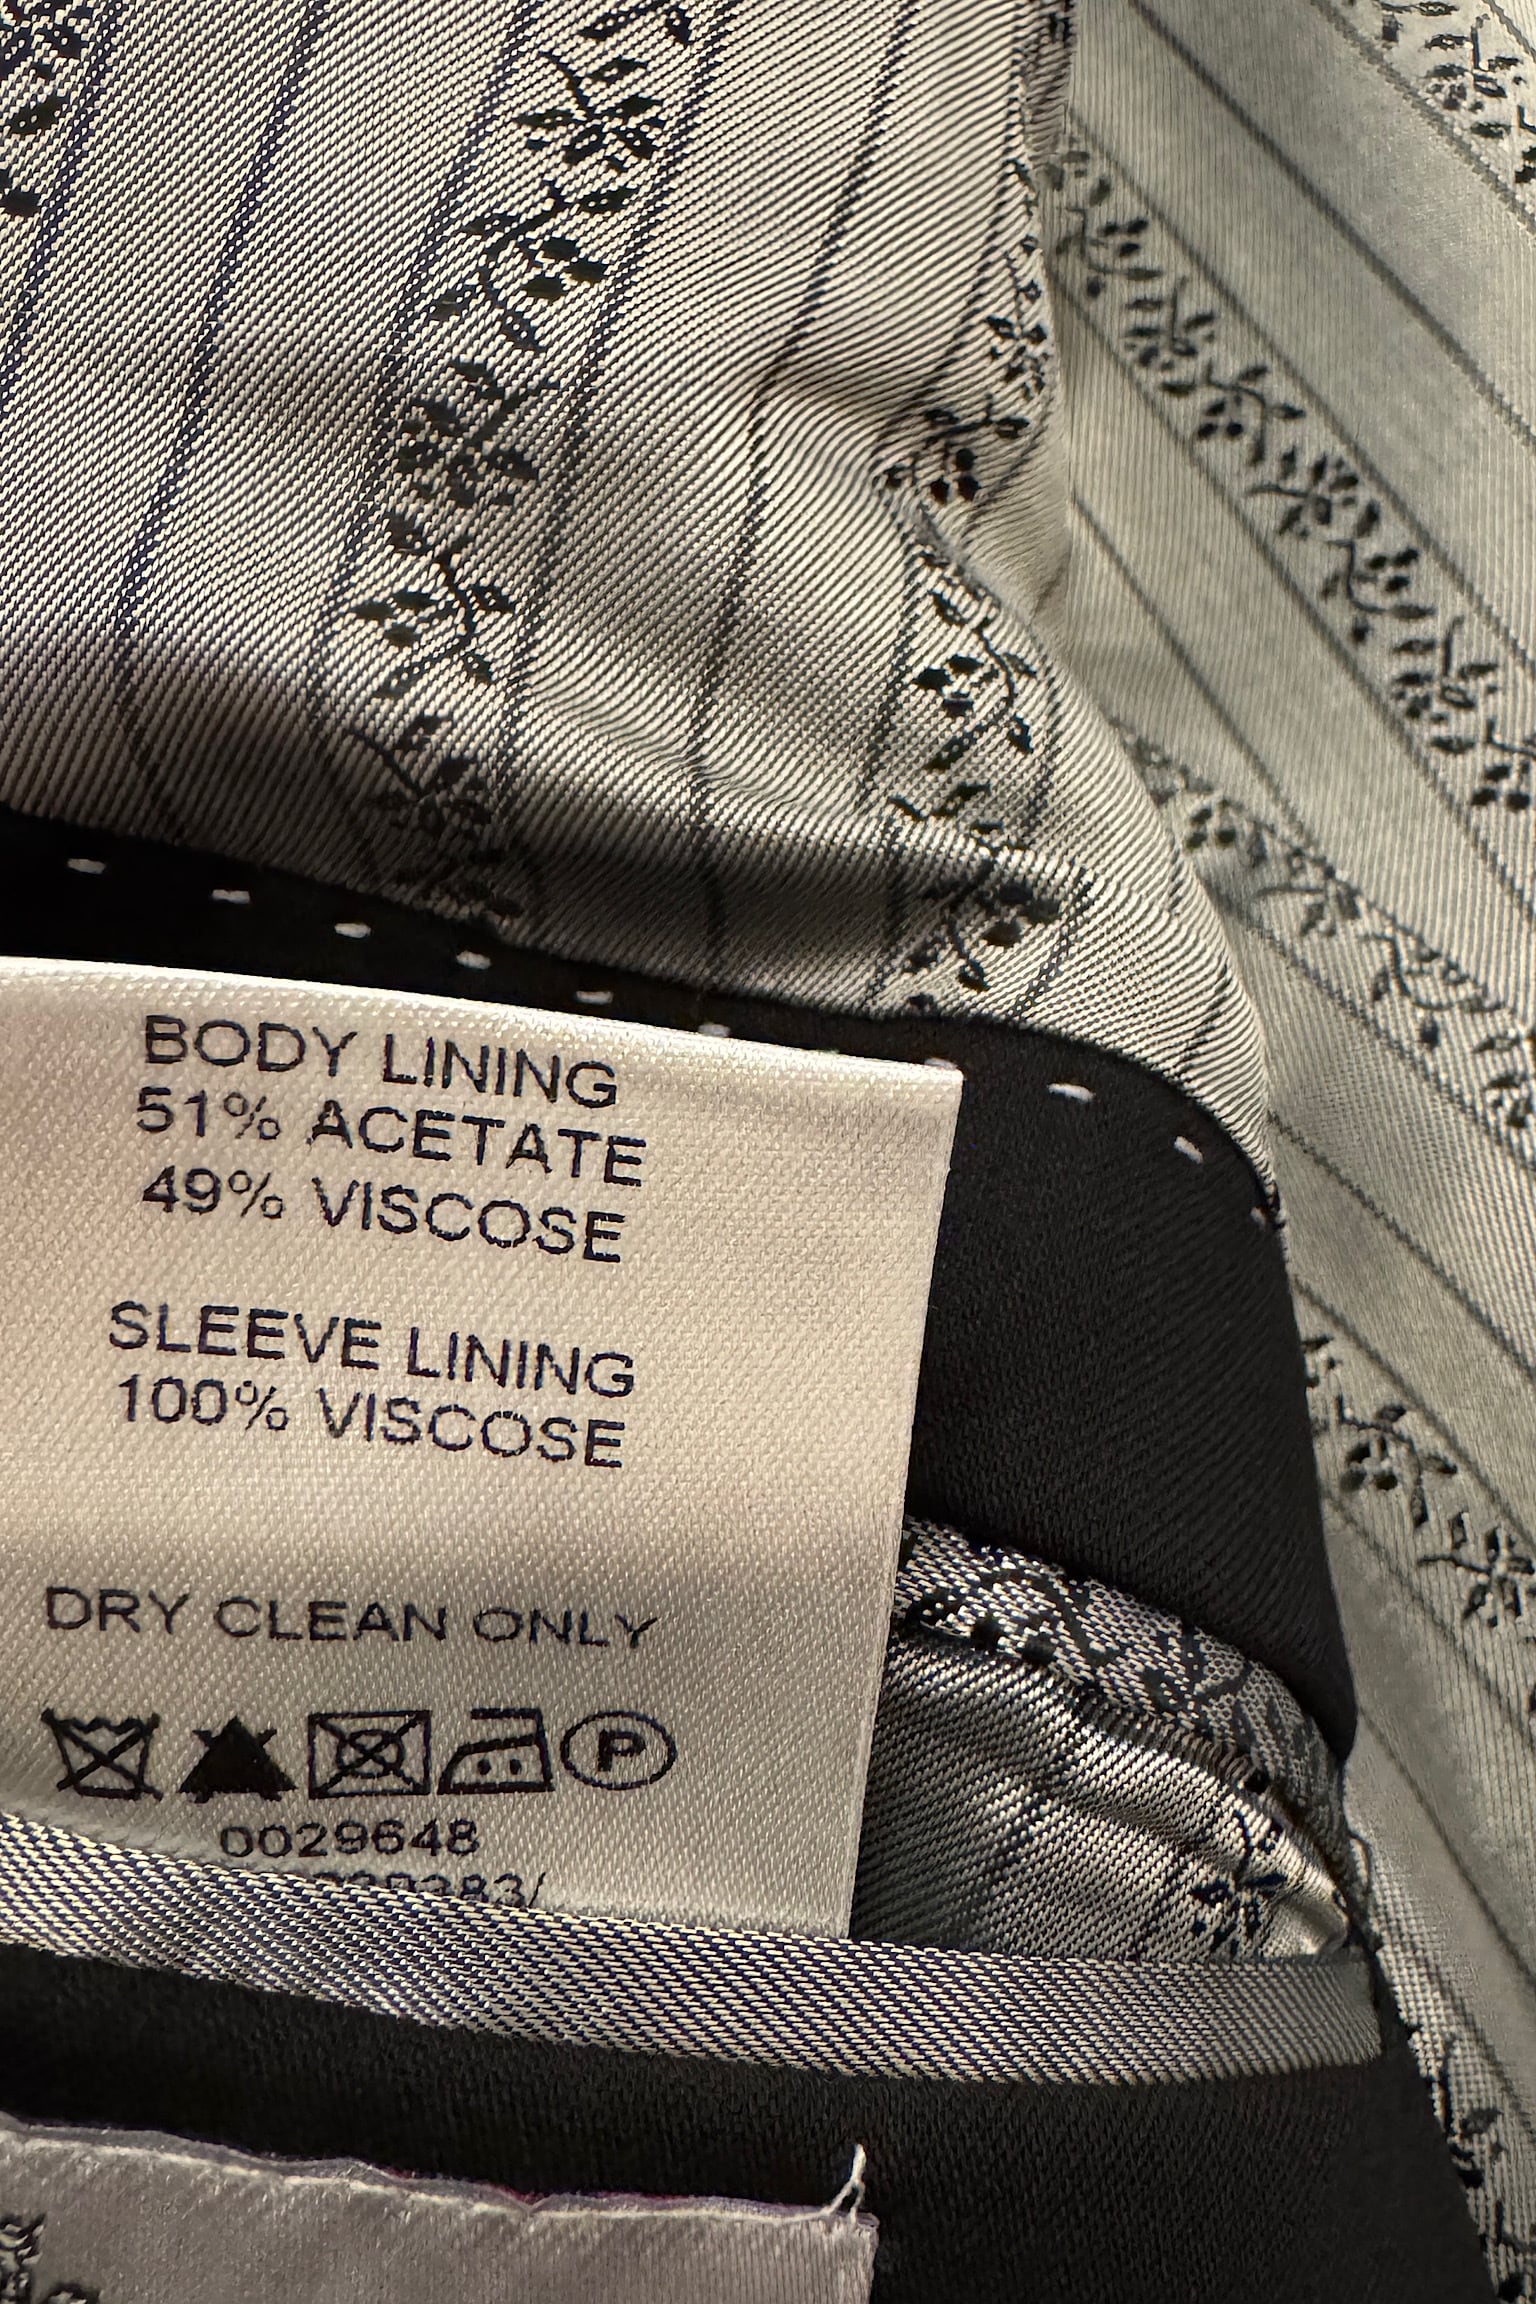 BODY LINING
51% ACETATE
49% VISCOSE
SLEEVE LINING
100% VISCOSE
DRY CLEAN ONLY
P
0029648